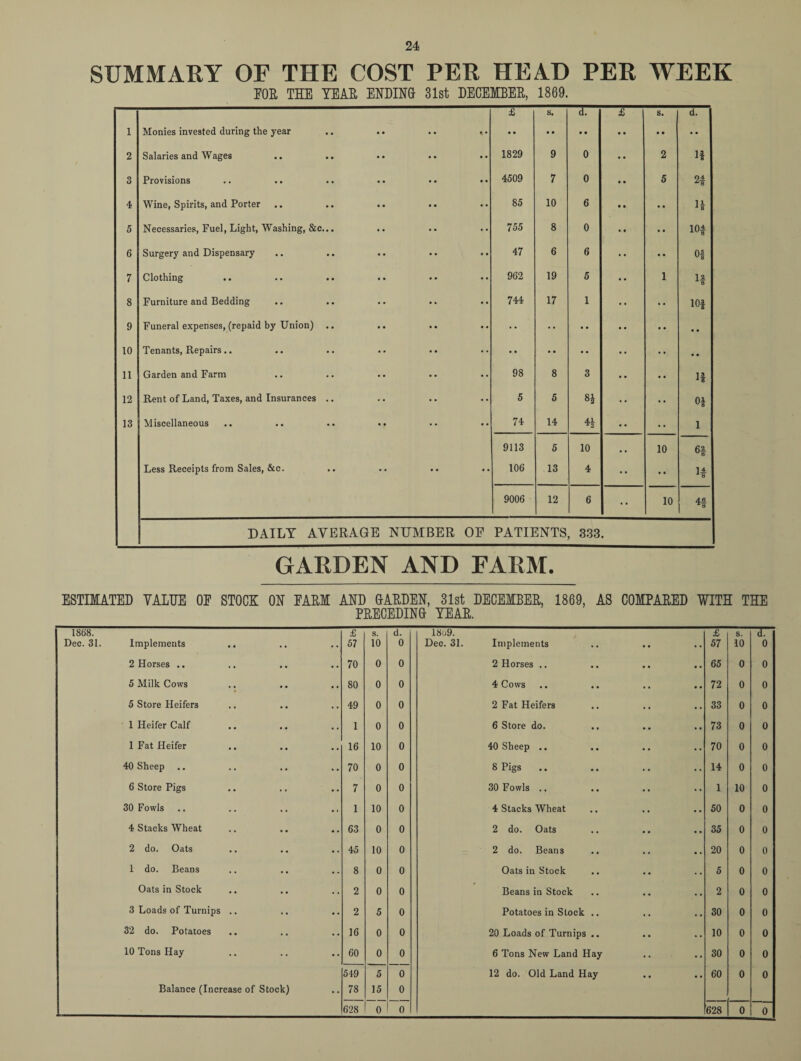 24
SUMMARY OF THE COST PER HEAD PER WEEK
FOR THE YEAR ENDING 31st DECEMBER, 1869.
£ s. d. £ s. d.
1 Monies invested during the year .. .. .. .. .. .. .. .. .. ..
2 Salaries and Wages .. .. .. .. .. 1829 9 0 .. 2 1⅜
3 Provisions .. .. .. .. .. .. 4509 7 0 .. 5 2⁴⁄₈
4 Wine, Spirits, and Porter .. .. .. .. .. 85 10 6 .. .. 1⅛
5 Necessaries, Fuel, Light, Washing, &c... .. .. .. 755 8 0 .. .. 10⁴⁄₈
6 Surgery and Dispensary .. .. .. .. .. 47 6 6 .. .. 0⅝
7 Clothing .. .. .. .. .. .. 962 19 5 .. 1 1⅜
8 Furniture and Bedding .. .. .. .. .. 744 17 1 .. .. 10⅜
9 Funeral expenses, (repaid by Union) .. .. .. .. .. .. .. .. .. ..
10 Tenants, Repairs.. .. .. .. .. .. .. .. .. .. ..
11 Garden and Farm .. .. .. .. .. 98 8 3 .. .. 1⅜
12 Rent of Land, Taxes, and Insurances .. .. .. .. 5 5 8½ .. .. 0⅛
13 Miscellaneous .. .. .. .. .. .. 74 14 4½ .. .. 1
9113 5 10 .. 10 6⅜
Less Receipts from Sales, &c. .. .. .. .. 106 13 4 .. .. 1⁴⁄₈
9006 12 6 .. 10 4⅝
DAILY AVERAGE NUMBER OF PATIENTS, 333.
GARDEN AND FARM.
ESTIMATED VALUE OF STOCK ON FARM AND GARDEN, 31st DECEMBER, 1869, AS COMPARED WITH THE
PRECEDING YEAR.
1868. £ s. d. 1869. £ s. d.
Dec. 31. Implements .. .. .. 57 10 0 Dec. 31. Implements .. .. .. 57 10 0
2 Horses .. .. .. .. 70 0 0 2 Horses .. .. .. .. 65 0 0
5 Milk Cows .. .. .. 80 0 0 4 Cows .. .. .. .. 72 0 0
5 Store Heifers .. .. .. 49 0 0 2 Fat Heifers .. .. .. 33 0 0
1 Heifer Calf .. .. .. 1 0 0 6 Store do. .. .. .. 73 0 0
1 Fat Heifer .. .. .. 16 10 0 40 Sheep .. .. .. .. 70 0 0
40 Sheep .. .. .. .. 70 0 0 8 Pigs .. .. .. .. 14 0 0
6 Store Pigs .. .. .. 7 0 0 30 Fowls .. .. .. .. 1 10 0
30 Fowls .. .. .. .. 1 10 0 4 Stacks Wheat .. .. .. 50 0 0
4 Stacks Wheat .. .. .. 63 0 0 2 do. Oats .. .. .. 35 0 0
2 do. Oats .. .. .. 45 10 0 2 do. Beans .. .. .. 20 0 0
1 do. Beans .. .. .. 8 0 0 Oats in Stock .. .. .. 5 0 0
Oats in Stock .. .. .. 2 0 0 Beans in Stock .. .. .. 2 0 0
3 Loads of Turnips .. .. .. 2 5 0 Potatoes in Stock .. .. .. 30 0 0
32 do. Potatoes .. .. .. 16 0 0 20 Loads of Turnips .. .. .. 10 0 0
10 Tons Hay .. .. .. 60 0 0 6 Tons New Land Hay .. .. 30 0 0
549 5 0 12 do. Old Land Hay .. .. 60 0 0
Balance (Increase of Stock) .. 78 15 0
628 0 0 628 0 0